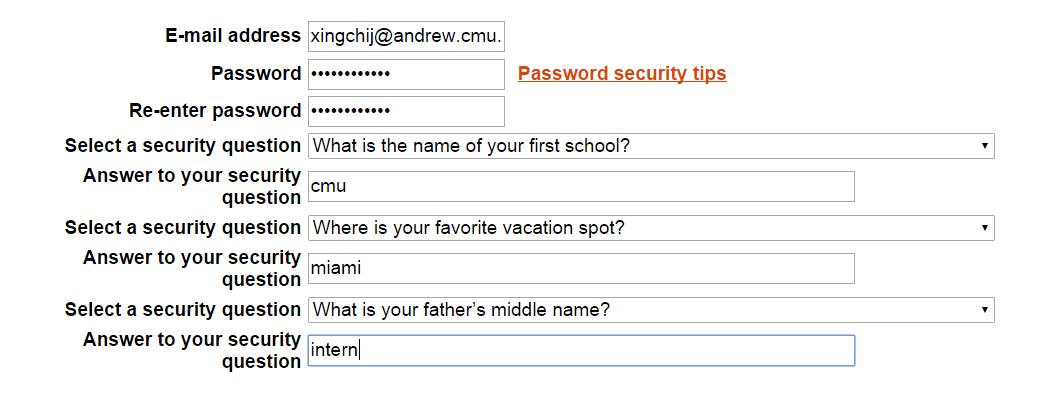 E-mail address xingchij@andrew.cmu.
Password •••••••••••• Password security tips
Re-enter password ••••••••••••
Select a security question What is the name of your first school?
Answer to your security
question cmu
Select a security question Where is your favorite vacation spot?
Answer to your security
question miami
Select a security question What is your father’s middle name?
Answer to your security
question intern